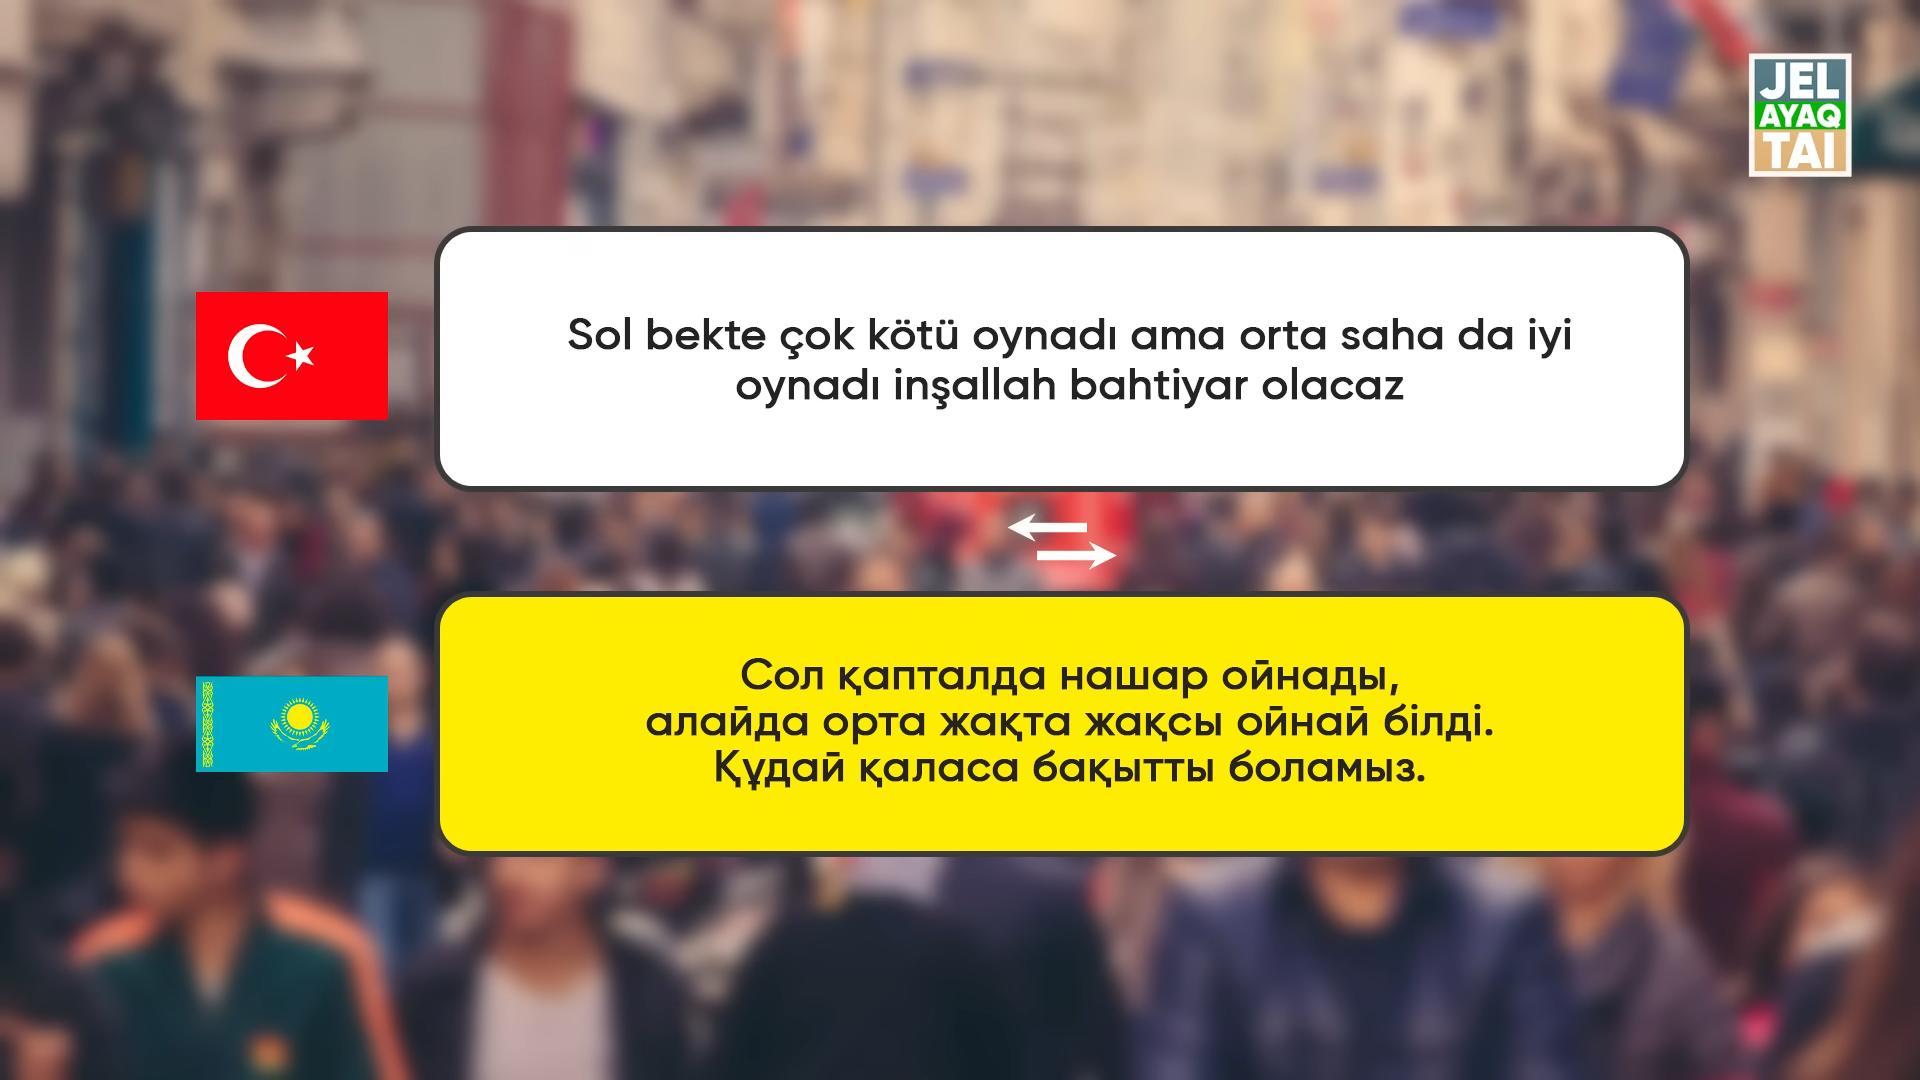 JEL
AYAQ
TAI
Sol bekte çok kötü oynadı ama orta saha da iyi
oynadı inşallah bahtiyar olacaz
Сол қапталда нашар ойнады,
алайда орта жақта жақсы ойнай білді.
Құдай қаласа бақытты боламыз.